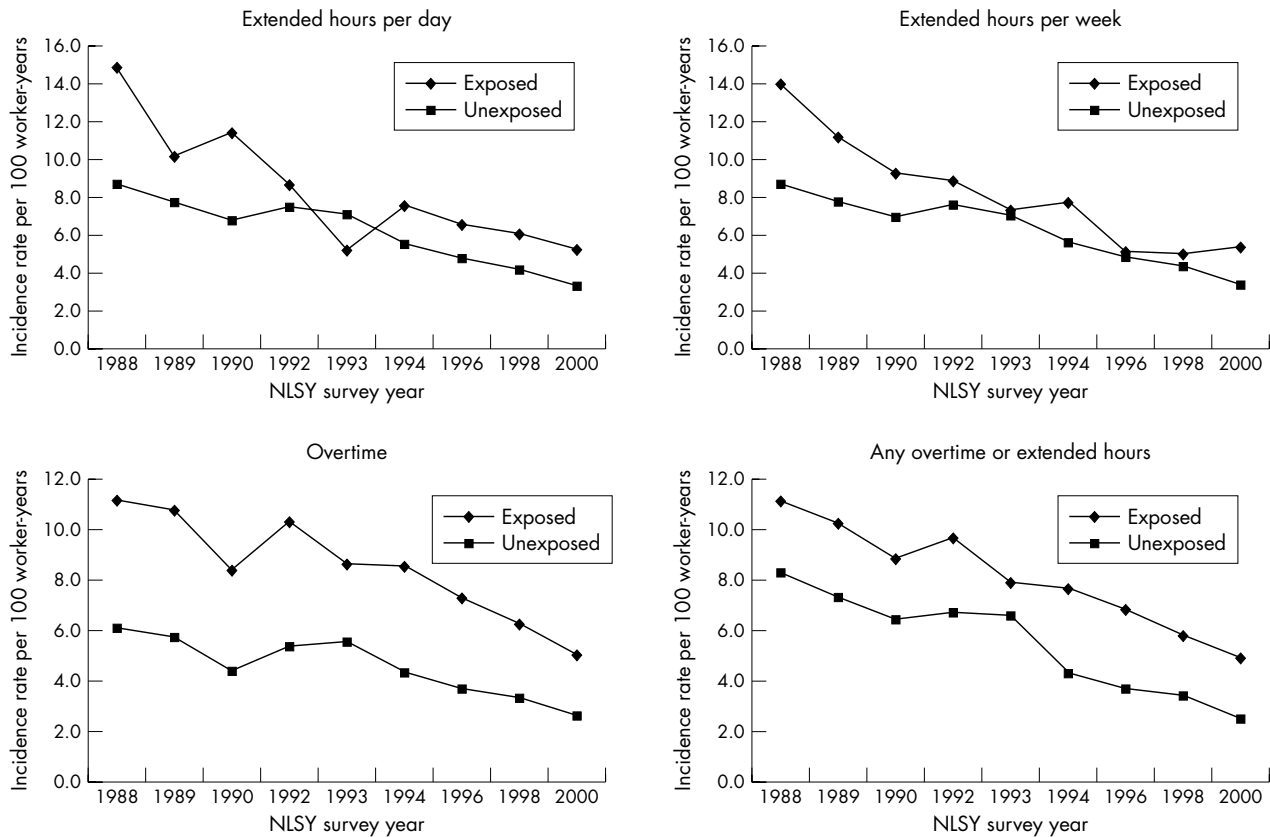 Extended hours per day
Incidence rate per 100 worker-years
16.0
14.0
12.0
10.0
8.0
6.0
4.0
2.0
0.0
Exposed
Unexposed
1988 1989 1990 1992 1993 1994 1996 1998 2000
NLSY survey year
Extended hours per week
Incidence rate per 100 worker-years
16.0
14.0
12.0
10.0
8.0
6.0
4.0
2.0
0.0
Exposed
Unexposed
1988 1989 1990 1992 1993 1994 1996 1998 2000
NLSY survey year
Overtime
Incidence rate per 100 worker-years
12.0
10.0
8.0
6.0
4.0
2.0
0.0
Exposed
Unexposed
1988 1989 1990 1992 1993 1994 1996 1998 2000
NLSY survey year
Any overtime or extended hours
Incidence rate per 100 worker-years
12.0
10.0
8.0
6.0
4.0
2.0
0.0
Exposed
Unexposed
1988 1989 1990 1992 1993 1994 1996 1998 2000
NLSY survey year